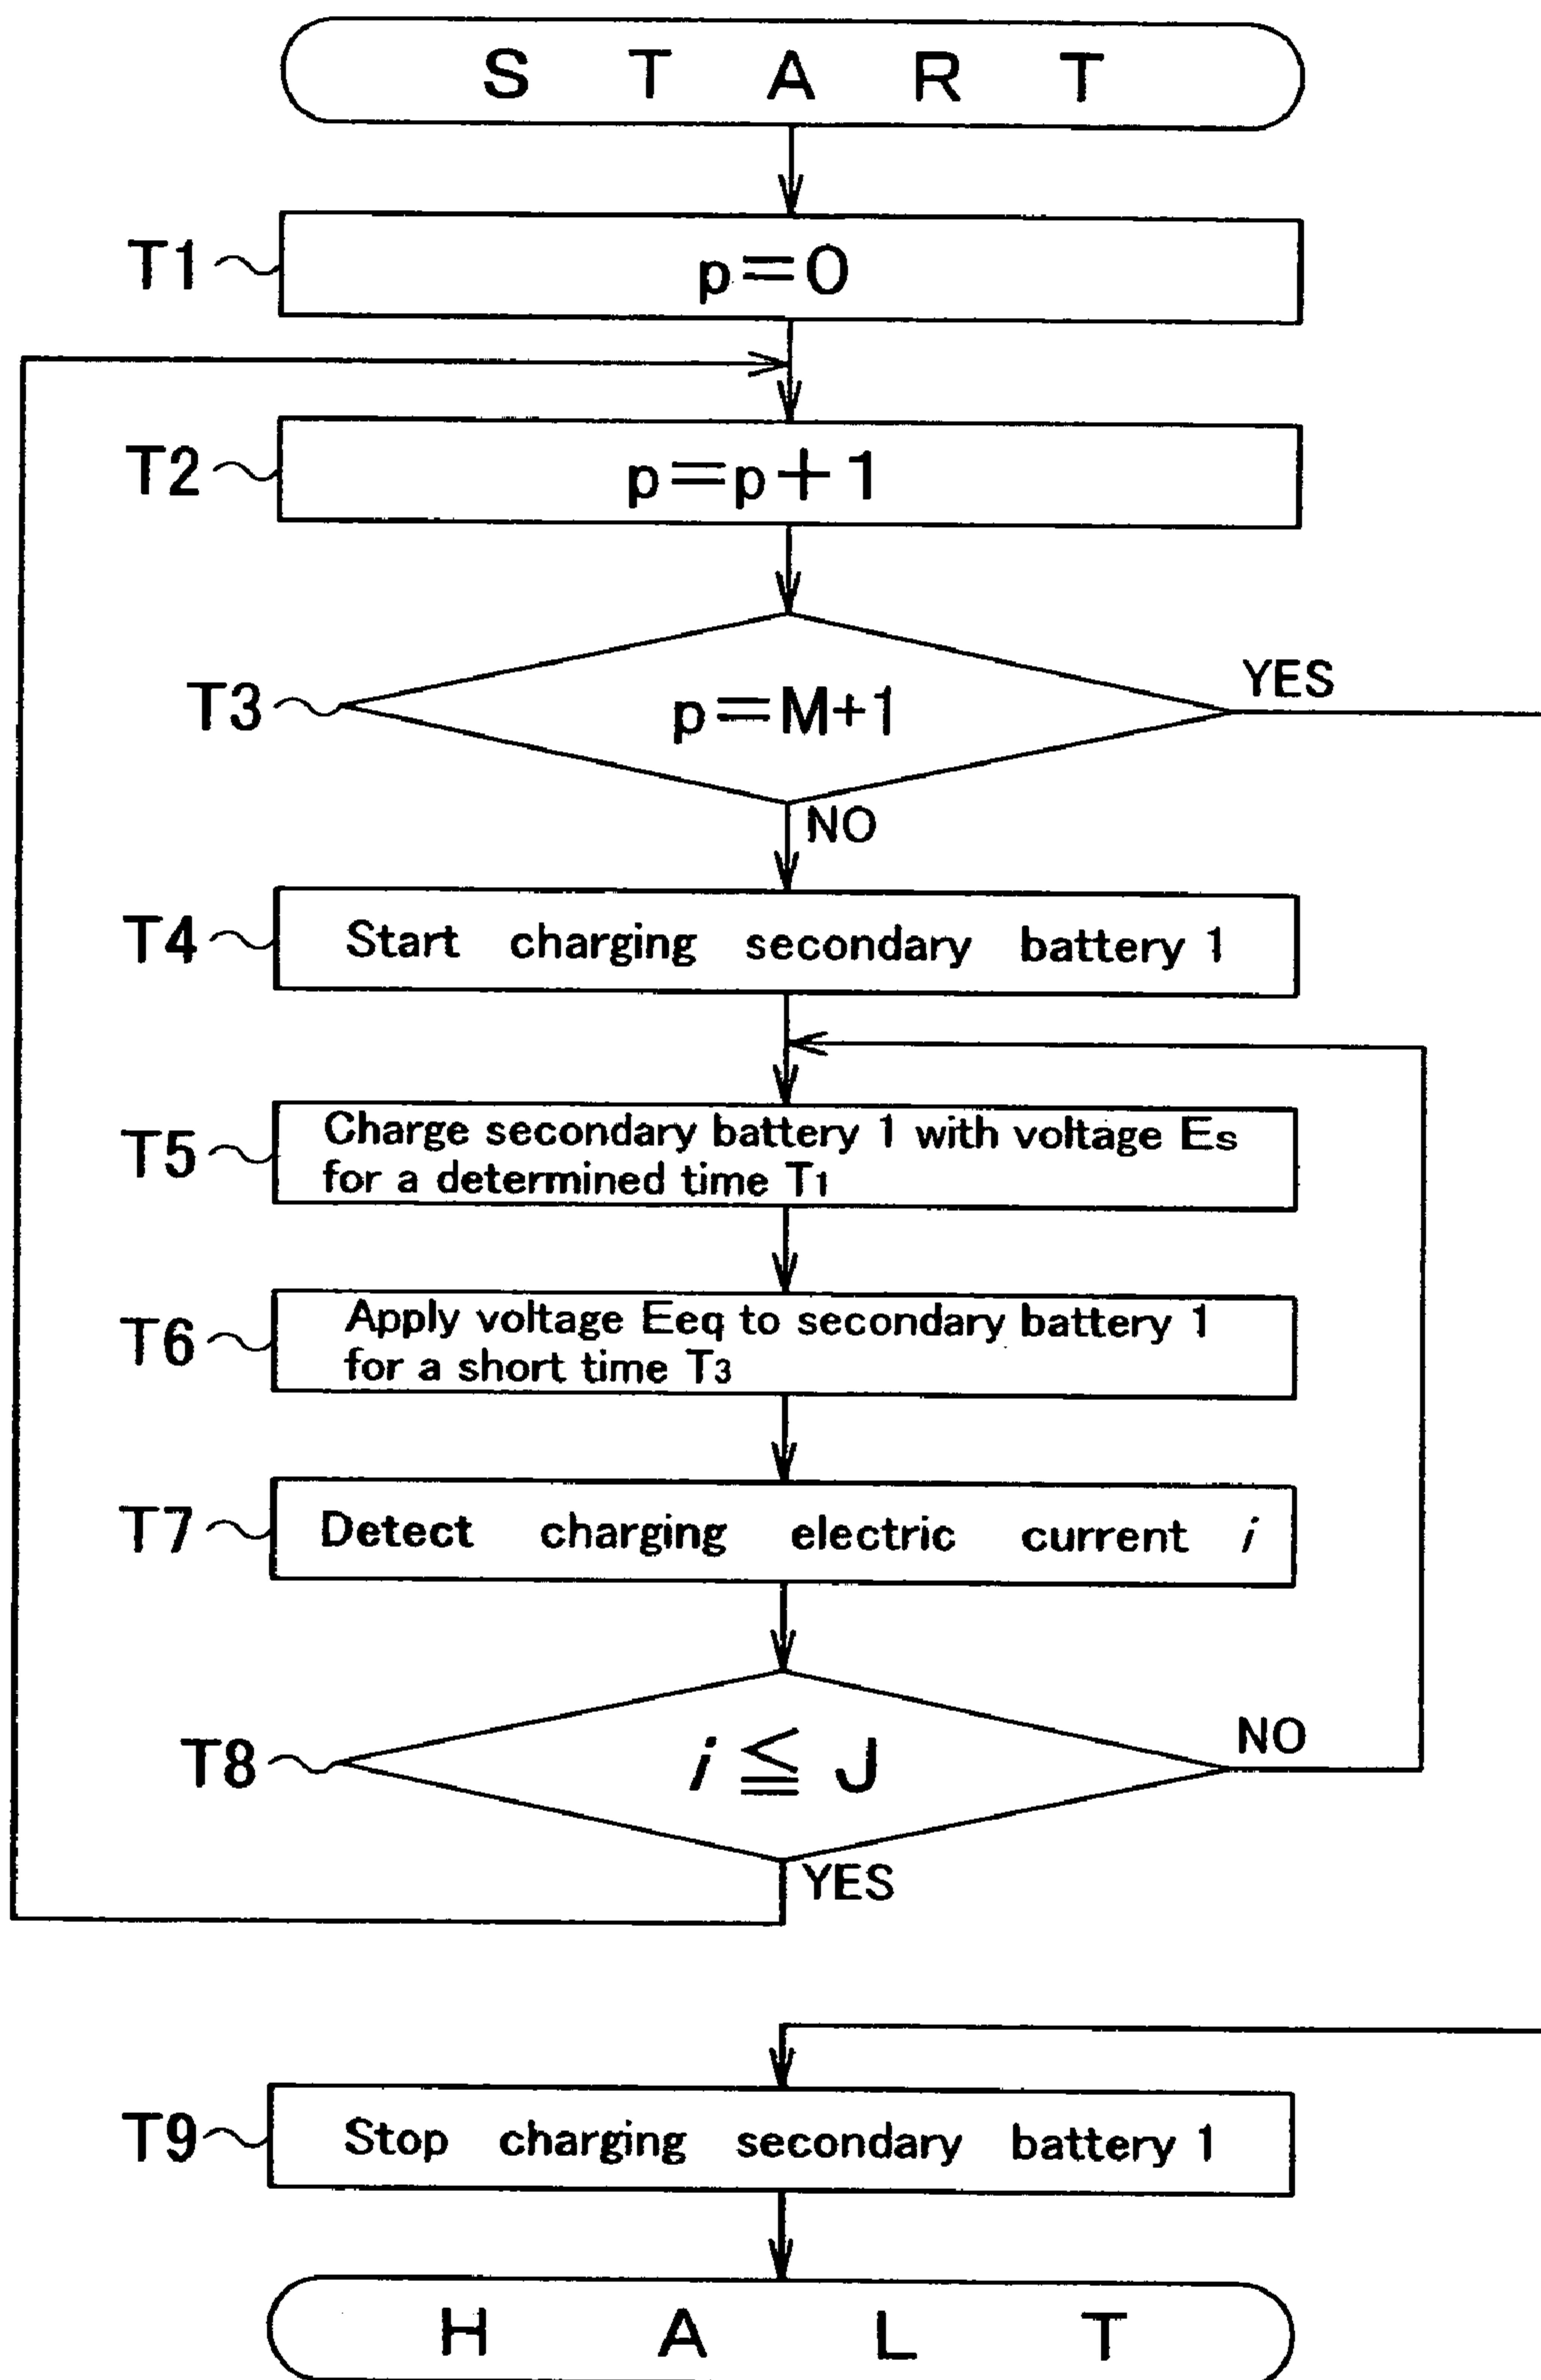 START
T1
p=0
T2
p=p+1
T3
p=M+1
YES
NO
T4
Start charging secondary battery 1
T5
Charge secondary battery 1 with voltage Es
for a determined time T1
T6
Apply voltage Eeq to secondary battery 1
for a short time T3
T7
Detect charging electric current i
T8
i ≦ J
NO
YES
T9
Stop charging secondary battery 1
HALT